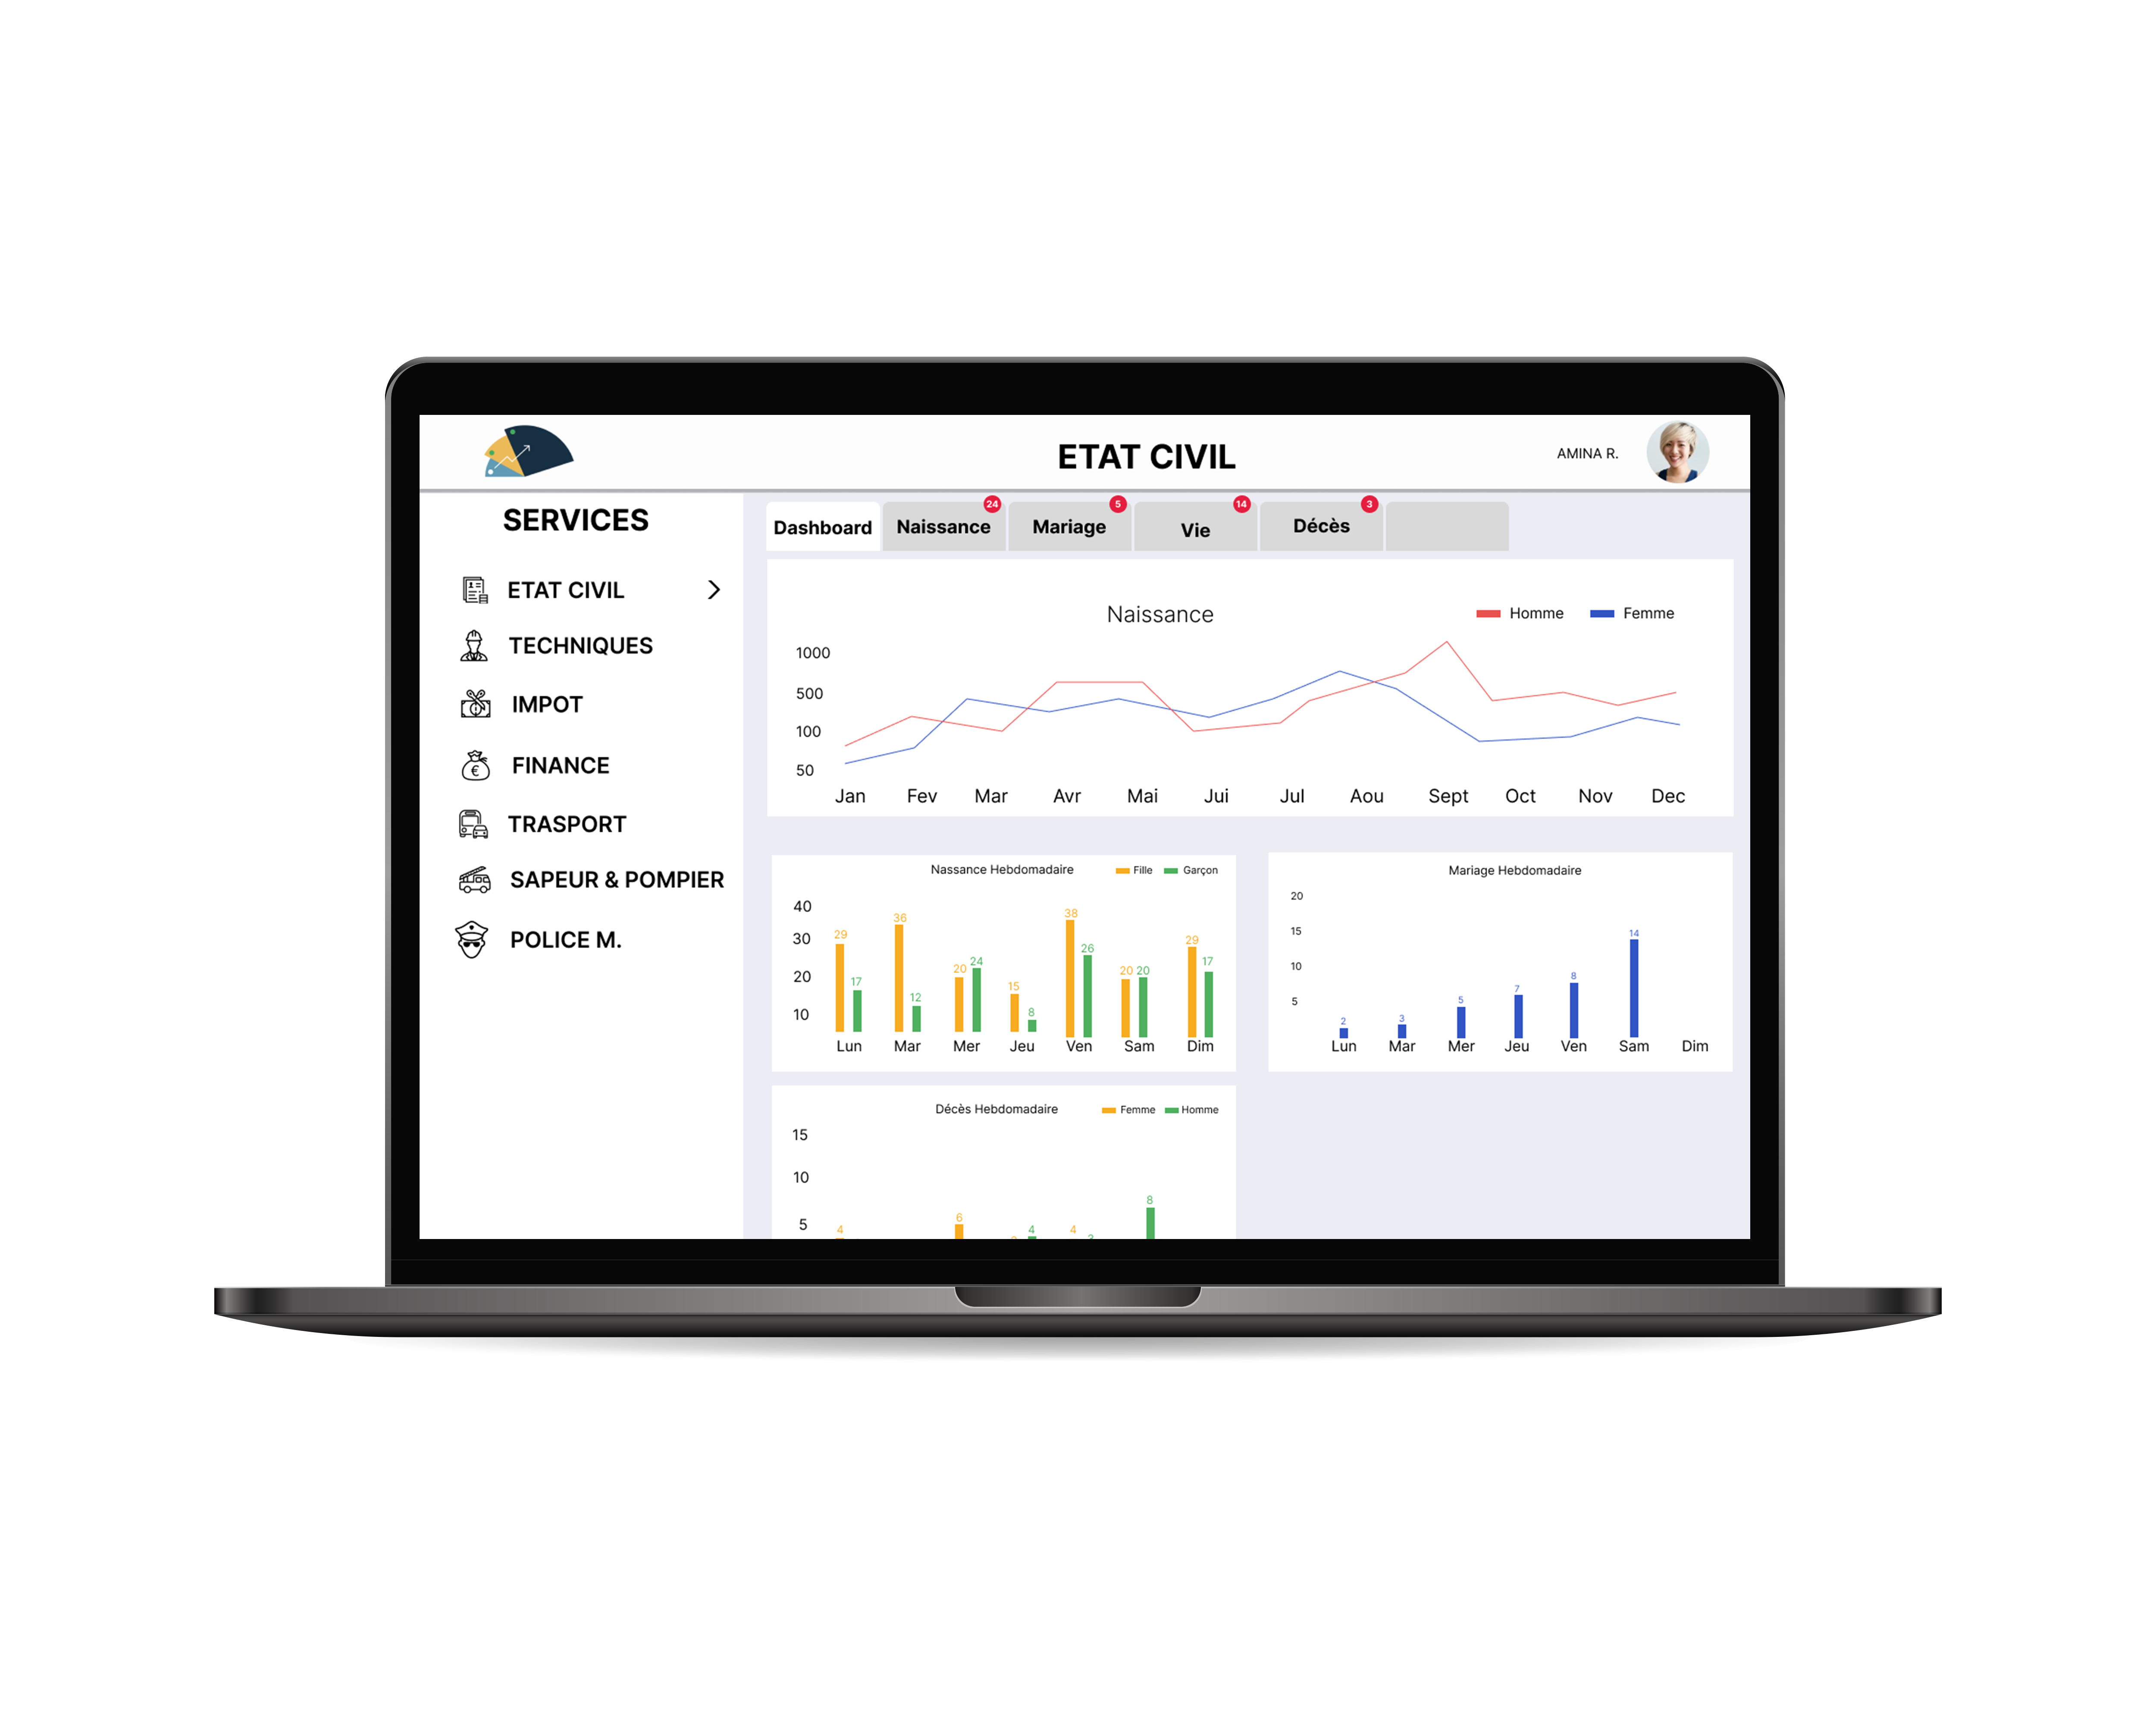 ETAT CIVIL
AMINA R.
SERVICES
ETAT CIVIL
TECHNIQUES
IMPOT
FINANCE
€
TRASPORT
SAPEUR & POMPIER
POLICE M.
Dashboard
Naissance 24
Mariage 5
Vie 14
Décès 3
Naissance
Homme Femme
1000
500
100
50
Jan Fev Mar Avr Mai Jui Jul Aou Sept Oct Nov Dec
Nassance Hebdomadaire
Fille Garçon
40
30
20
10
29 17 36 12 20 24 15 8 38 26 20 20 29 17
Lun Mar Mer Jeu Ven Sam Dim
Mariage Hebdomadaire
20
15
10
5
2 3 5 7 8 14
Lun Mar Mer Jeu Ven Sam Dim
Décès Hebdomadaire
Femme Homme
15
10
5
4 6 4 4 8